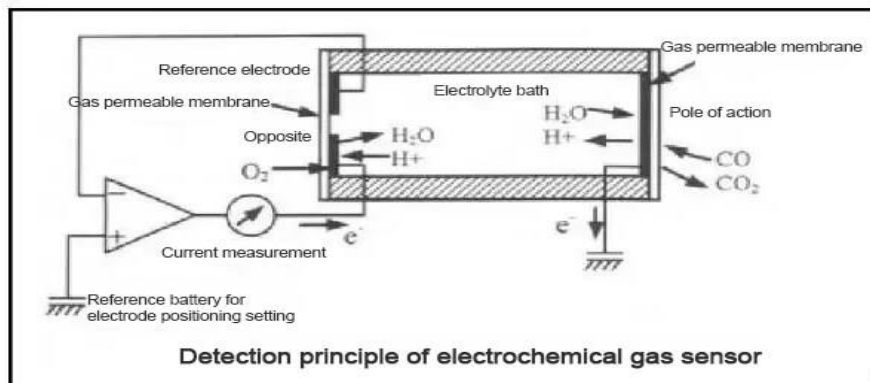 Gas permeable membrane
Reference electrode
Gas permeable membrane
Electrolyte bath
Pole of action
H₂O
Opposite
H₂O
H+
H+
CO
O₂
CO₂
−
+
e⁻
e⁻
Current measurement
Reference battery for
electrode positioning setting
Detection principle of electrochemical gas sensor